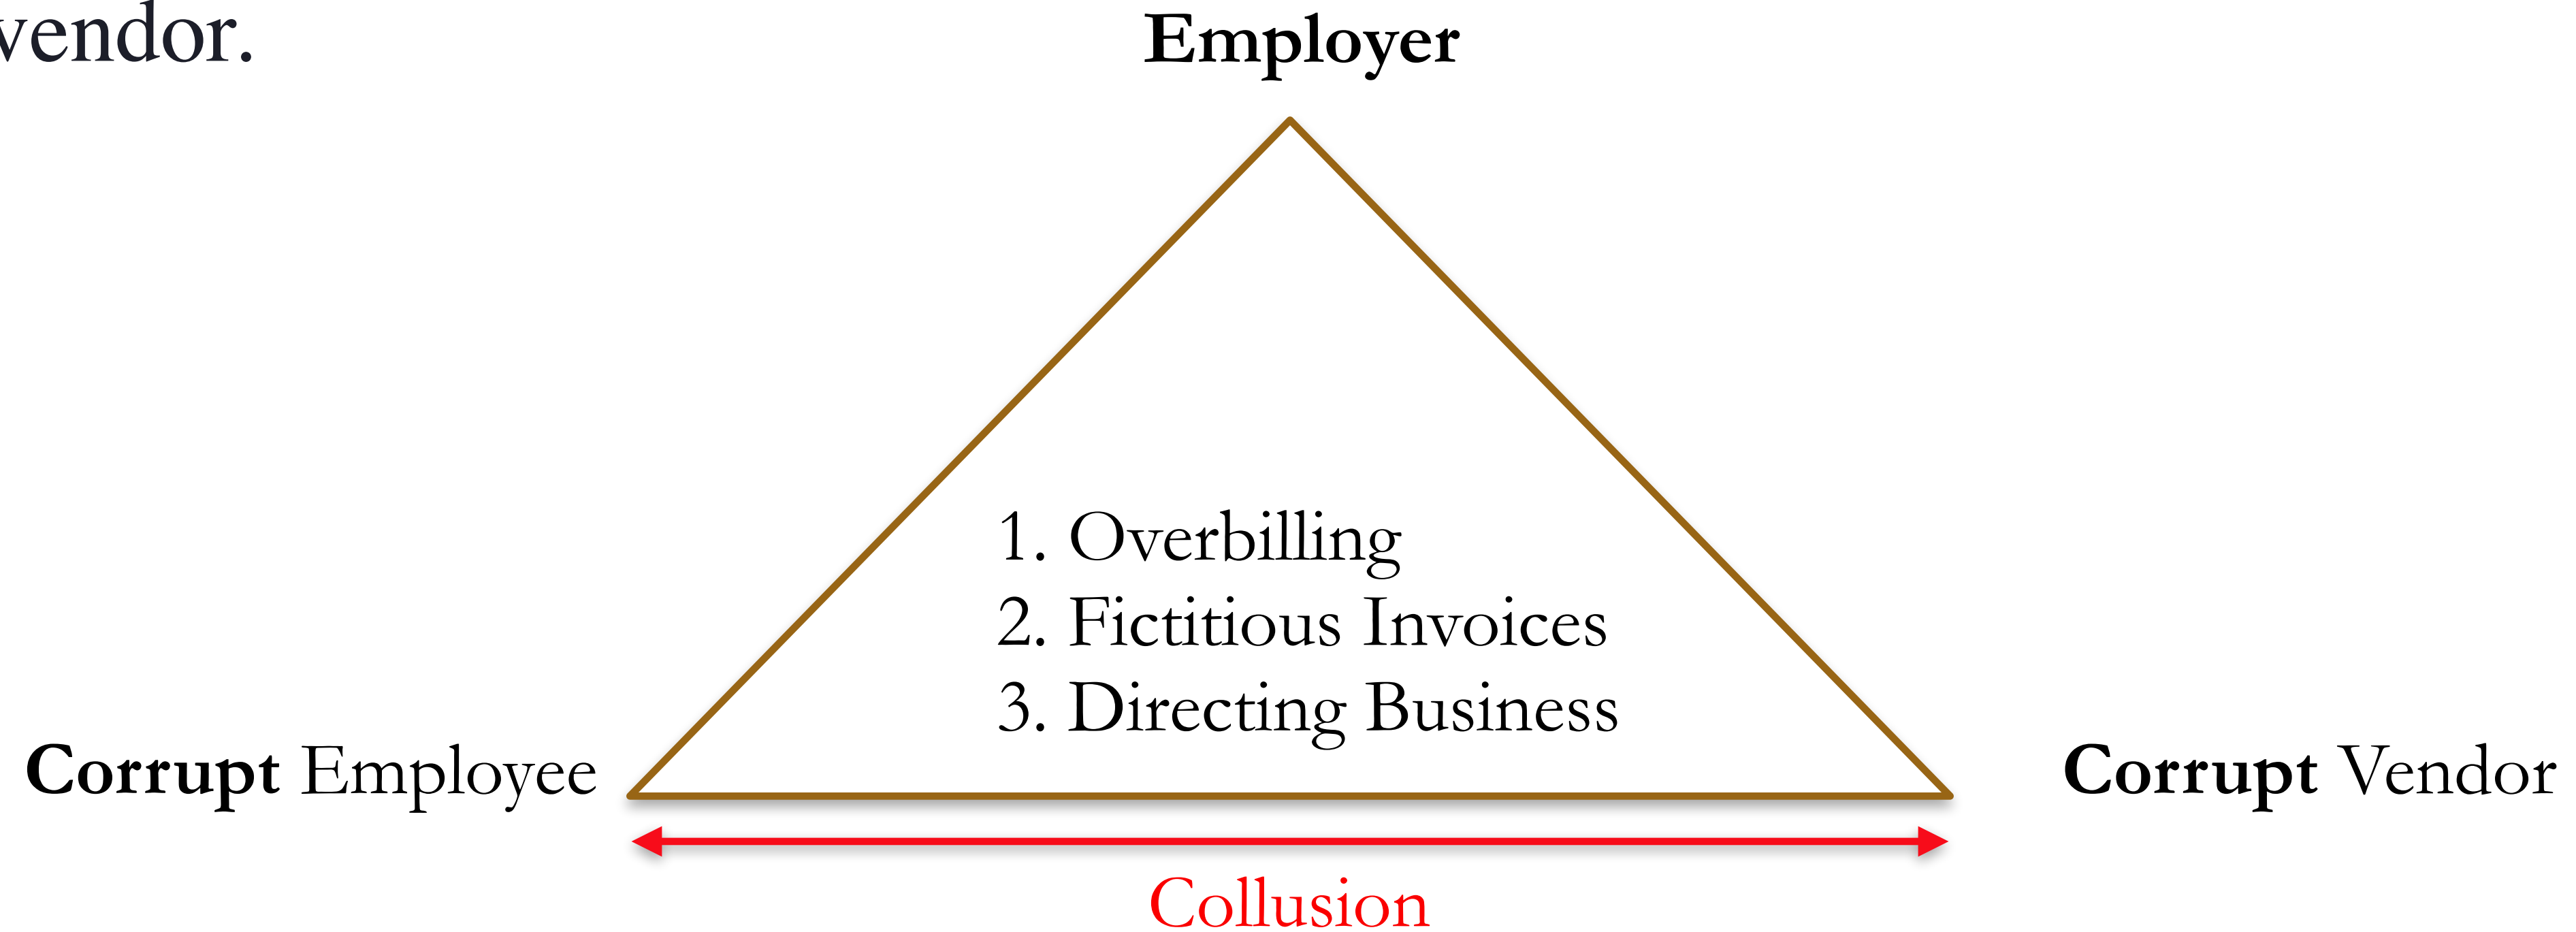 vendor.
Employer
1. Overbilling
2. Fictitious Invoices
3. Directing Business
Corrupt Employee
Corrupt Vendor
Collusion